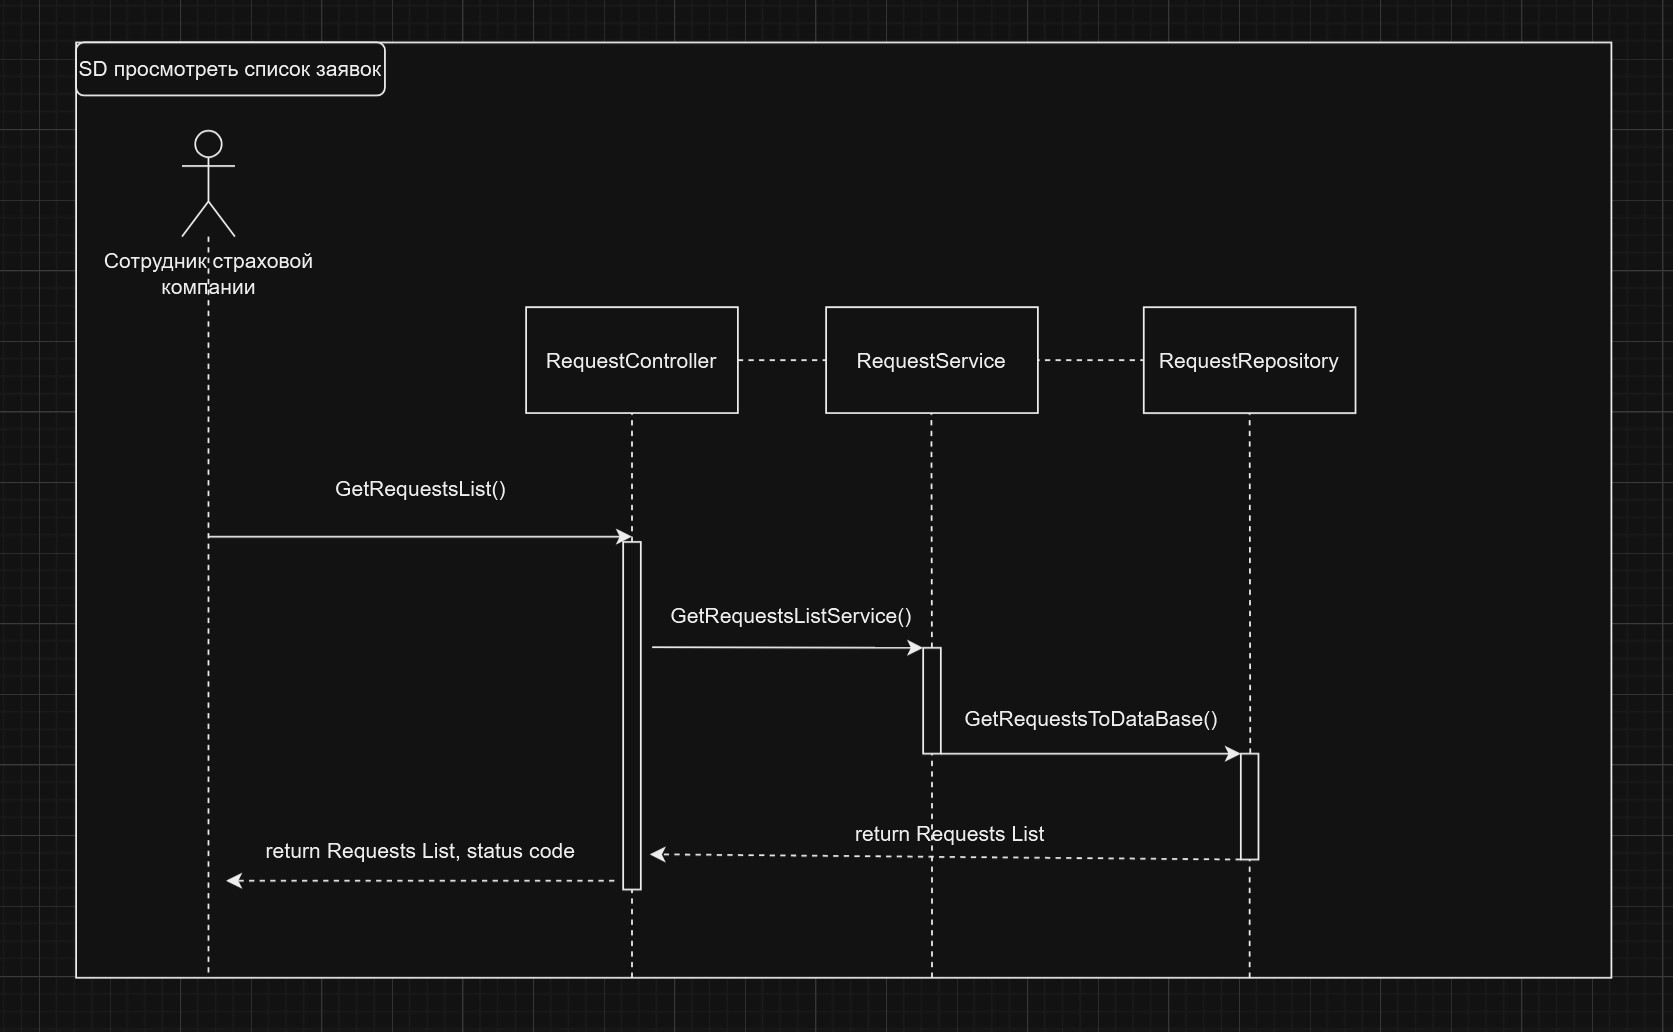 SD просмотреть список заявок
Сотрудник страховой
компании
RequestController
RequestService
RequestRepository
GetRequestsList()
GetRequestsListService()
GetRequestsToDataBase()
return Requests List
return Requests List, status code